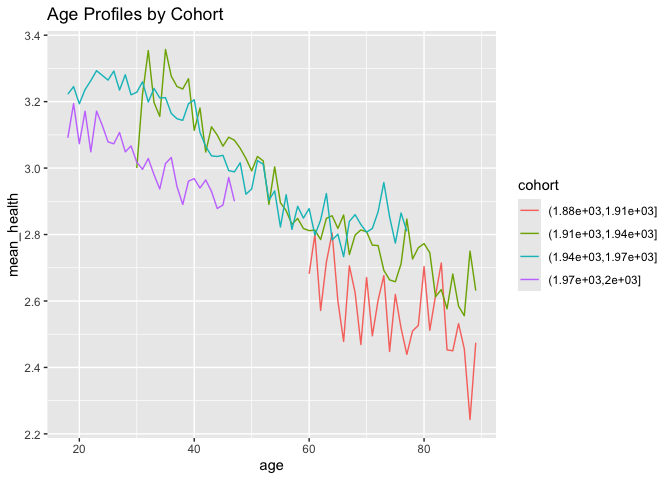 Age Profiles by Cohort
3.4
3.2
3.0
2.8
2.6
2.4
2.2
mean_health
20
40
60
80
age
cohort
(1.88e+03,1.91e+03]
(1.91e+03,1.94e+03]
(1.94e+03,1.97e+03]
(1.97e+03,2e+03]